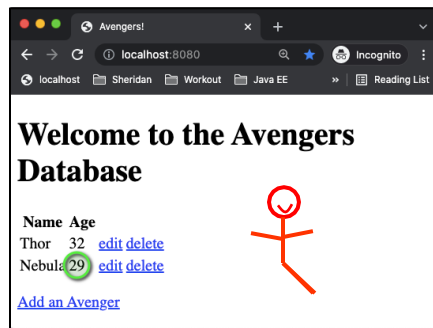 Avengers!
localhost:8080
Incognito
localhost Sheridan Workout Java EE » Reading List
Welcome to the Avengers
Database
Name Age
Thor 32 edit delete
Nebula 29 edit delete
Add an Avenger